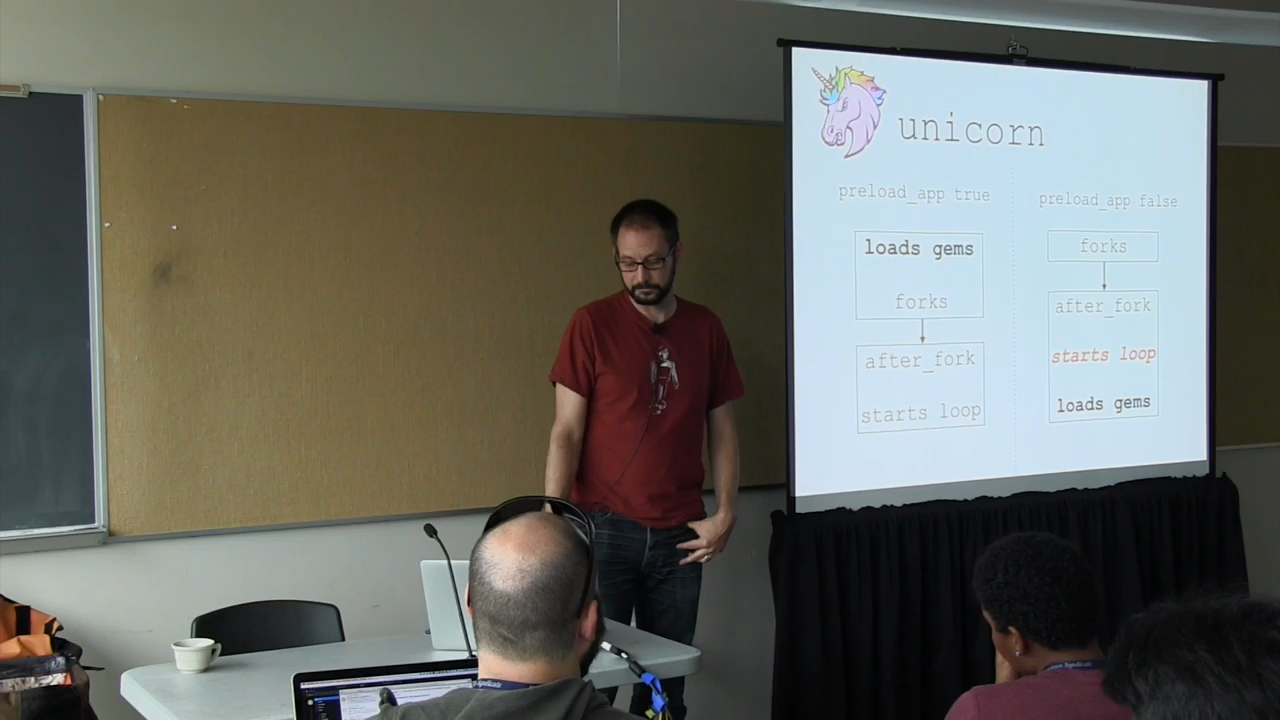 unicorn
preload_app true
loads gems
forks
after_fork
starts loop
preload_app false
forks
after_fork
starts loop
loads gems